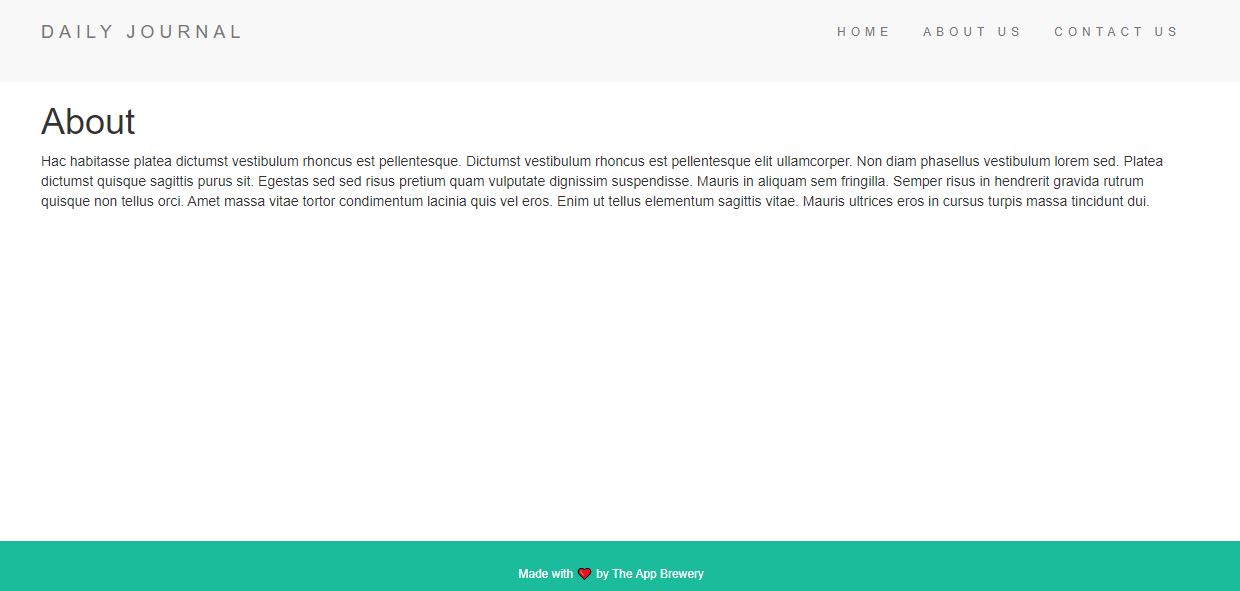 DAILY JOURNAL
HOME ABOUT US CONTACT US
About
Hac habitasse platea dictumst vestibulum rhoncus est pellentesque. Dictumst vestibulum rhoncus est pellentesque elit ullamcorper. Non diam phasellus vestibulum lorem sed. Platea
dictumst quisque sagittis purus sit. Egestas sed sed risus pretium quam vulputate dignissim suspendisse. Mauris in aliquam sem fringilla. Semper risus in hendrerit gravida rutrum
quisque non tellus orci. Amet massa vitae tortor condimentum lacinia quis vel eros. Enim ut tellus elementum sagittis vitae. Mauris ultrices eros in cursus turpis massa tincidunt dui.
Made with ❤ by The App Brewery